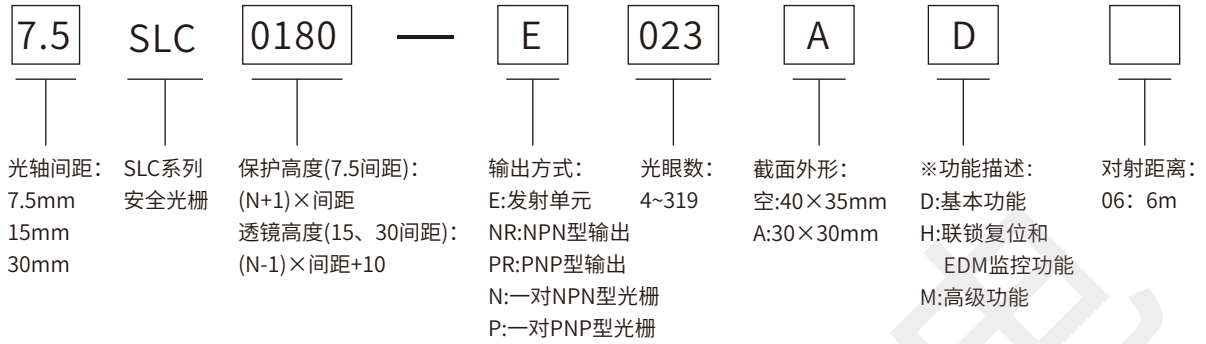 7.5 SLC 0180 — E 023 A D
光轴间距：
7.5mm
15mm
30mm
SLC系列
安全光栅
保护高度(7.5间距)：
(N+1)×间距
透镜高度(15、30间距)：
(N-1)×间距+10
输出方式：
E:发射单元
NR:NPN型输出
PR:PNP型输出
N:一对NPN型光栅
P:一对PNP型光栅
光眼数：
4~319
截面外形：
空:40×35mm
A:30×30mm
※功能描述：
D:基本功能
H:联锁复位和
EDM监控功能
M:高级功能
对射距离：
06：6m